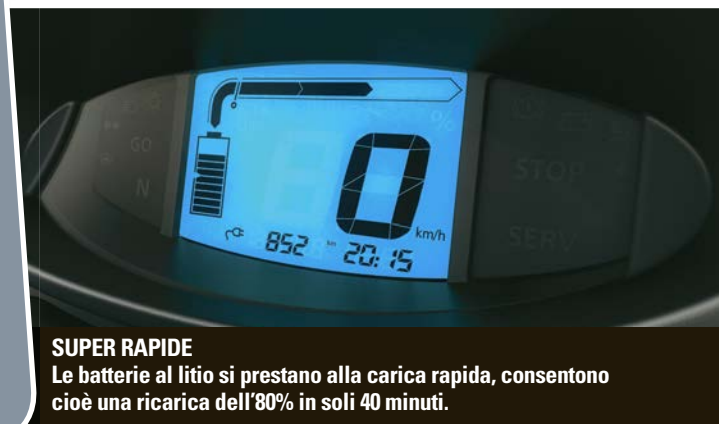 GO
N
%
0
km/h
852 km 20:15
STOP
SERV
SUPER RAPIDE
Le batterie al litio si prestano alla carica rapida, consentono
cioè una ricarica dell'80% in soli 40 minuti.